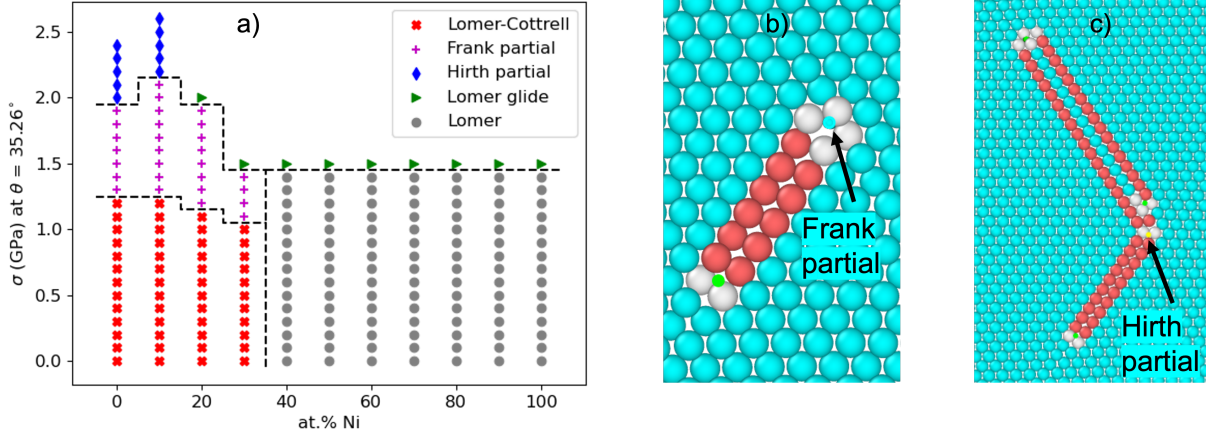 a)
Lomer-Cottrell
Frank partial
Hirth partial
Lomer glide
Lomer
σ (GPa) at θ = 35.26°
2.5
2.0
1.5
1.0
0.5
0.0
0 20 40 60 80 100
at.% Ni
b)
Frank
partial
c)
Hirth
partial